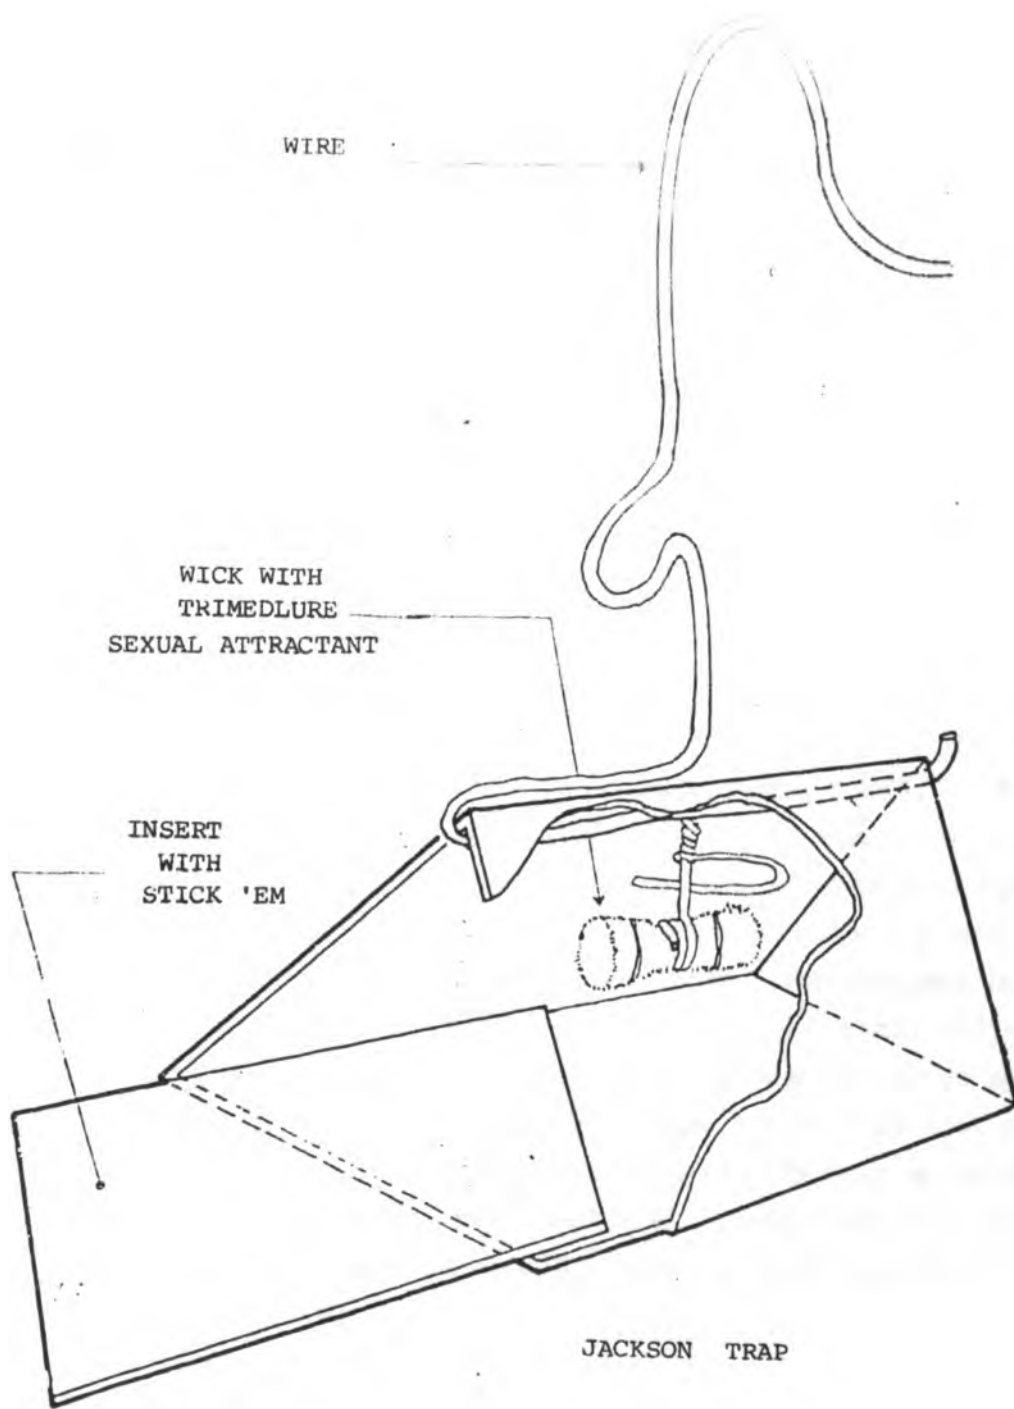 WIRE
WICK WITH
TRIMEDLURE
SEXUAL ATTRACTANT
INSERT
WITH
STICK 'EM
JACKSON TRAP